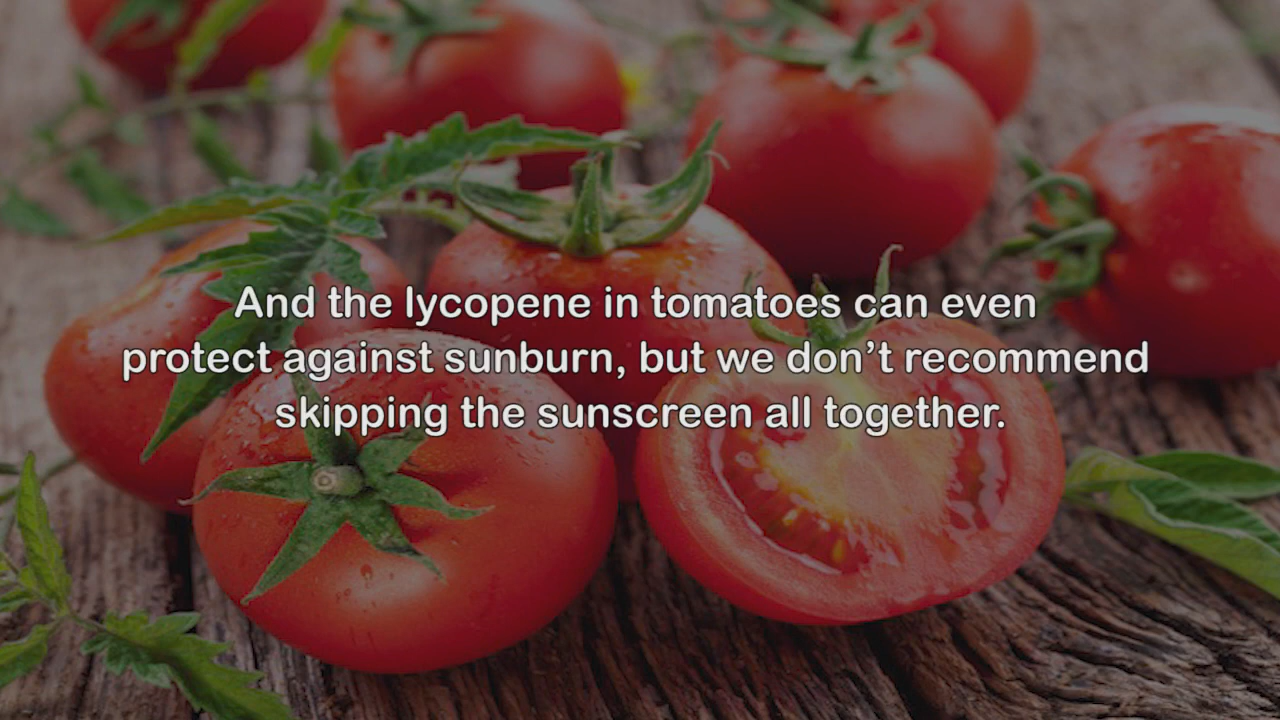 And the lycopene in tomatoes can even
protect against sunburn, but we don’t recommend
skipping the sunscreen all together.